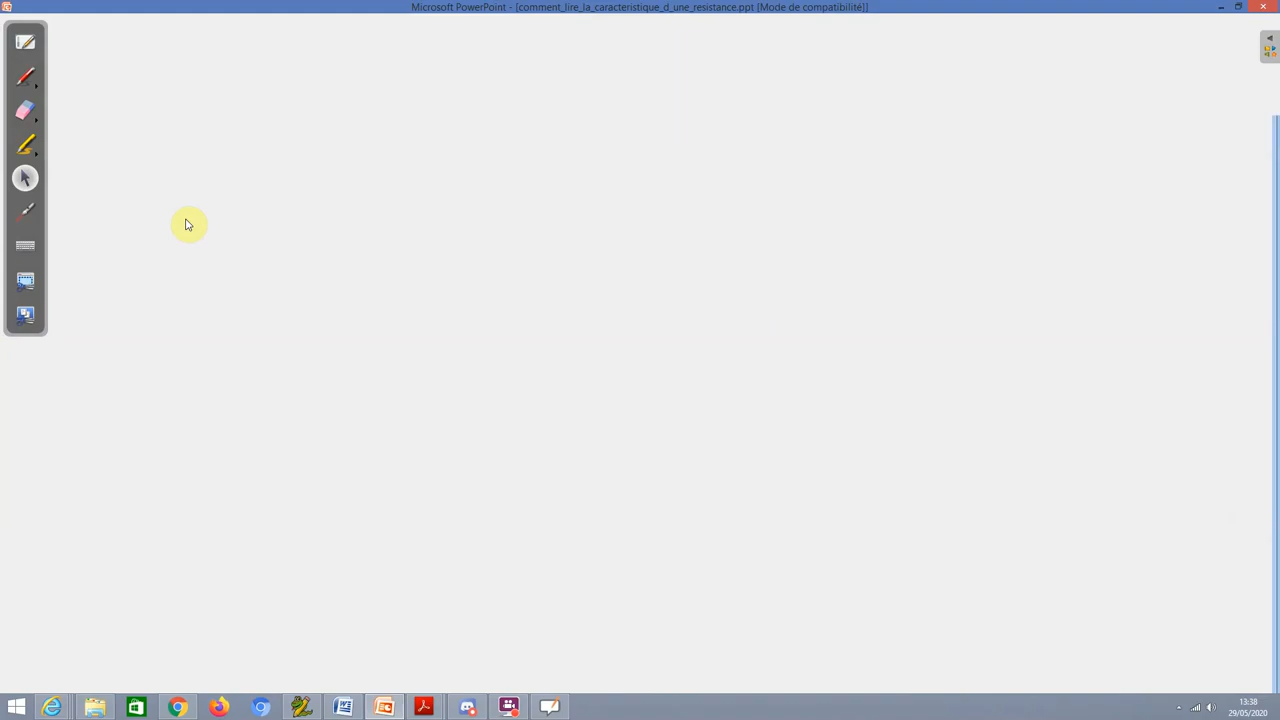 Microsoft PowerPoint - [comment_lire_la_caracteristique_d_une_resistance.ppt [Mode de compatibilité]]
13:38
29/05/2020